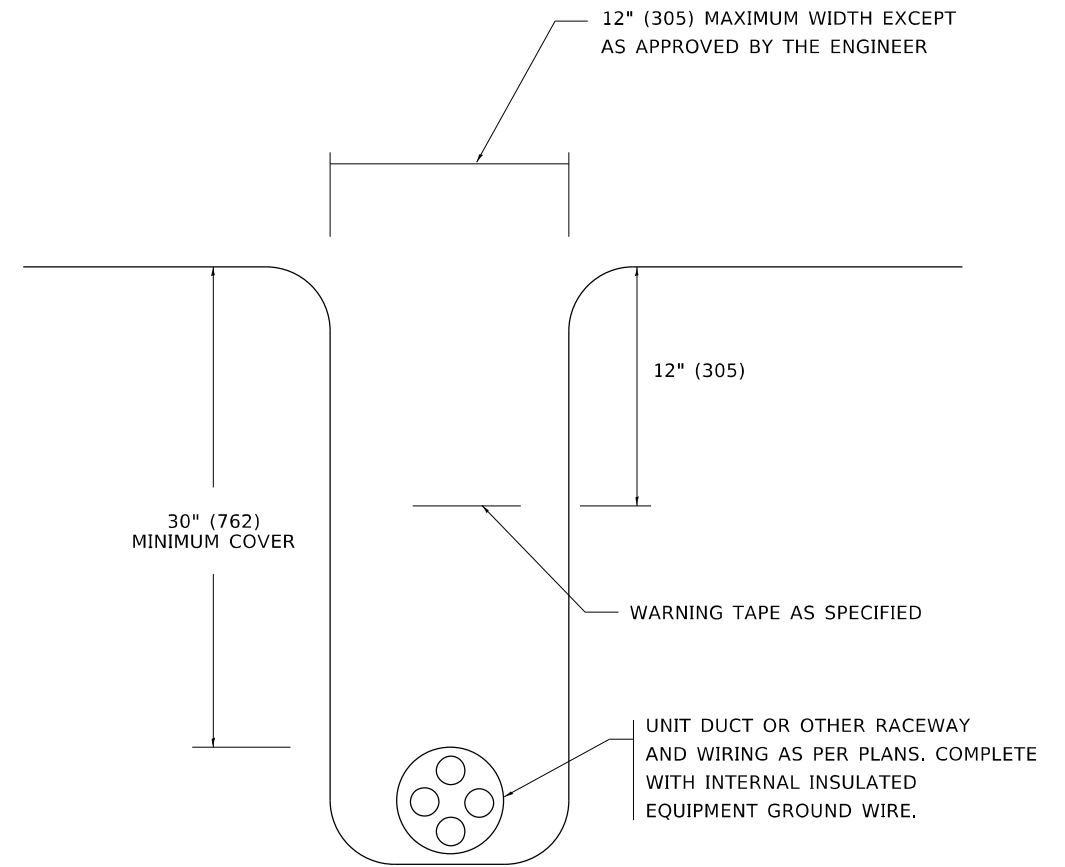 12" (305) MAXIMUM WIDTH EXCEPT
AS APPROVED BY THE ENGINEER
12" (305)
30" (762)
MINIMUM COVER
WARNING TAPE AS SPECIFIED
UNIT DUCT OR OTHER RACEWAY
AND WIRING AS PER PLANS. COMPLETE
WITH INTERNAL INSULATED
EQUIPMENT GROUND WIRE.